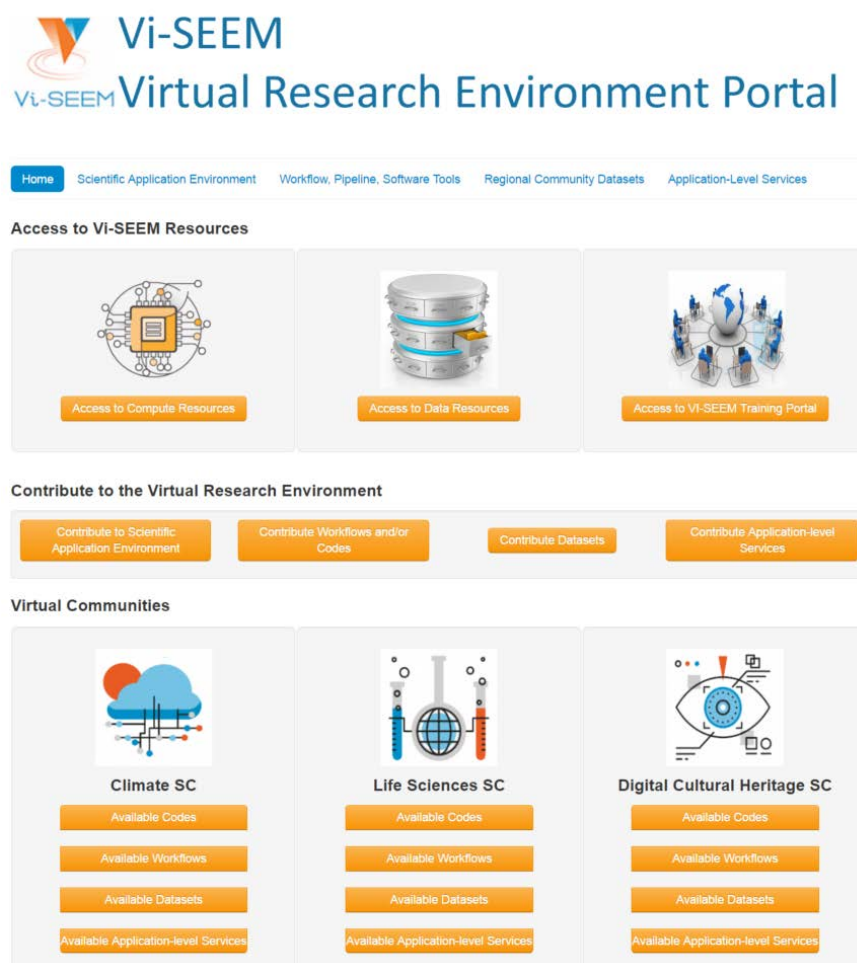 Vi-SEEM
Vi-SEEM Virtual Research Environment Portal
Home Scientific Application Environment Workflow, Pipeline, Software Tools Regional Community Datasets Application-Level Services
Access to Vi-SEEM Resources
Access to Compute Resources Access to Data Resources Access to VI-SEEM Training Portal
Contribute to the Virtual Research Environment
Contribute to Scientific
Application Environment
Contribute Workflows and/or
Codes
Contribute Datasets
Contribute Application-level
Services
Virtual Communities
Climate SC Life Sciences SC Digital Cultural Heritage SC
Available Codes Available Codes Available Codes
Available Workflows Available Workflows Available Workflows
Available Datasets Available Datasets Available Datasets
Available Application-level Services Available Application-level Services Available Application-level Services